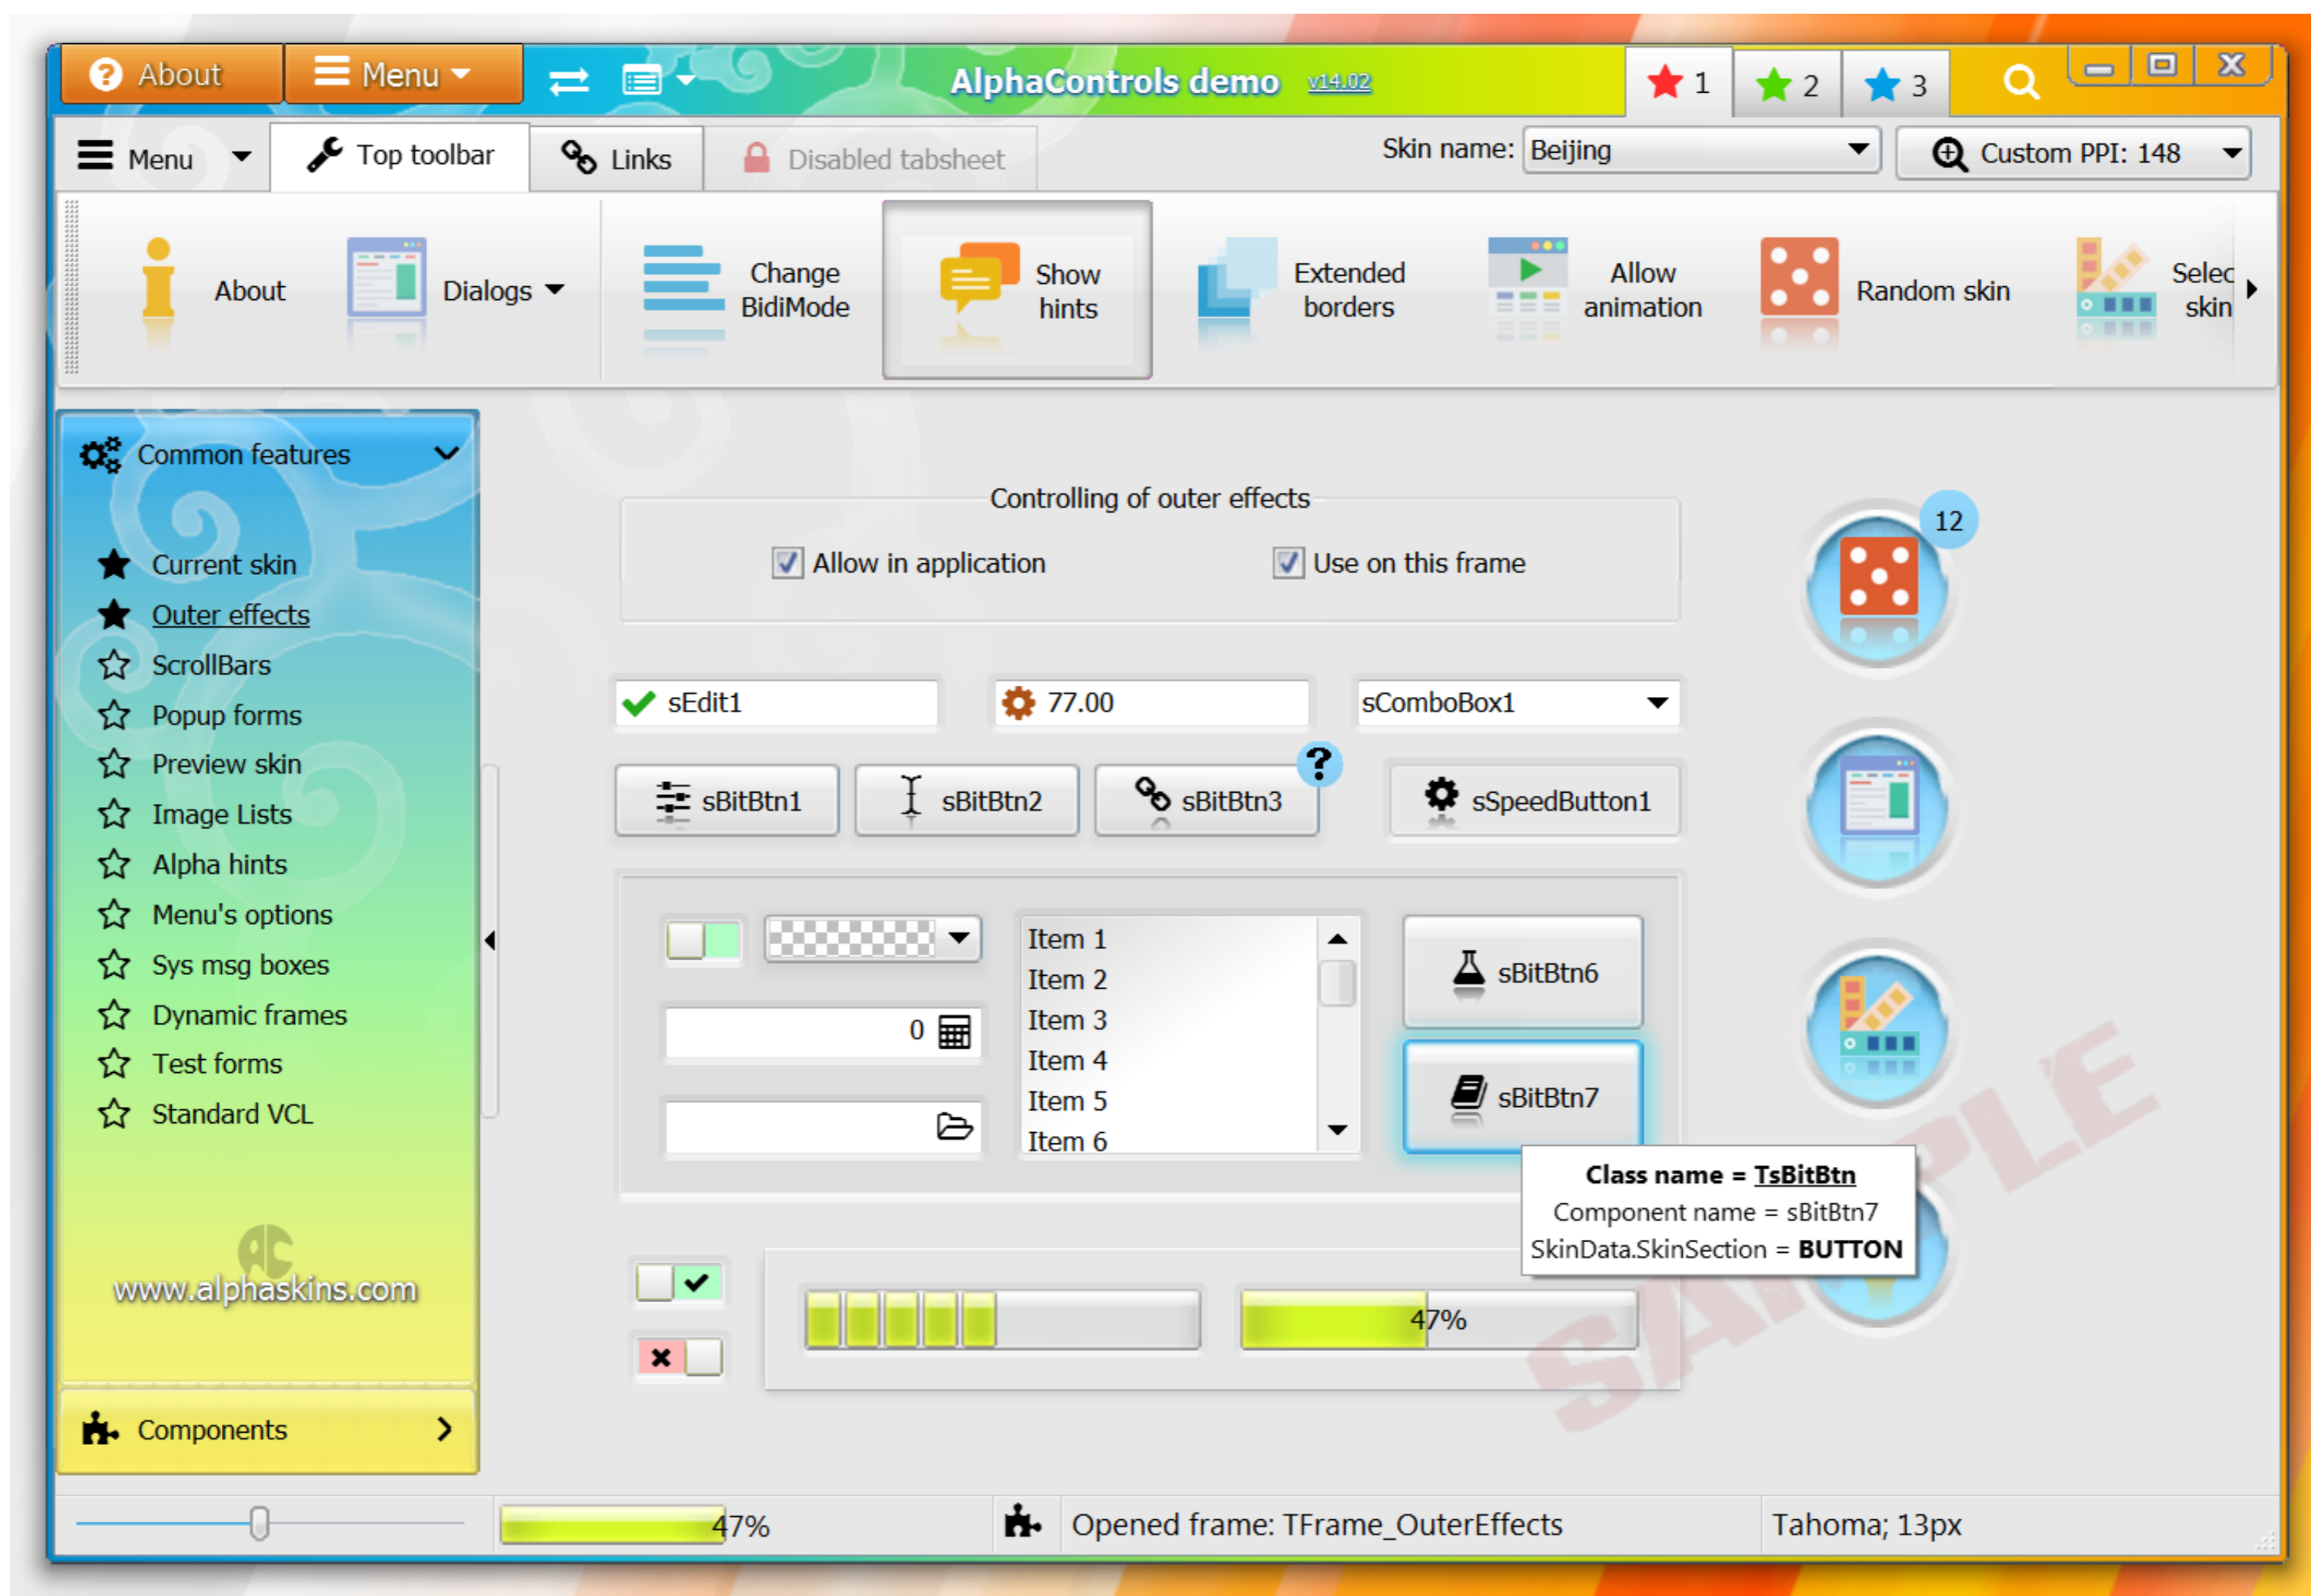 About
Menu
AlphaControls demo v14.02
1
2
3
Menu
Top toolbar
Links
Disabled tabsheet
Skin name:
Beijing
Custom PPI: 148
About
Dialogs
Change
BidiMode
Show
hints
Extended
borders
Allow
animation
Random skin
Selec
skin
Common features
Current skin
Outer effects
ScrollBars
Popup forms
Preview skin
Image Lists
Alpha hints
Menu's options
Sys msg boxes
Dynamic frames
Test forms
Standard VCL
AC
www.alphaskins.com
Components
Controlling of outer effects
Allow in application
Use on this frame
12
sEdit1
77.00
sComboBox1
sBitBtn1
sBitBtn2
sBitBtn3
?
sSpeedButton1
0
Item 1
Item 2
Item 3
Item 4
Item 5
Item 6
sBitBtn6
sBitBtn7
Class name = TsBitBtn
Component name = sBitBtn7
SkinData.SkinSection = BUTTON
SAMPLE
47%
47%
Opened frame: TFrame_OuterEffects
Tahoma; 13px